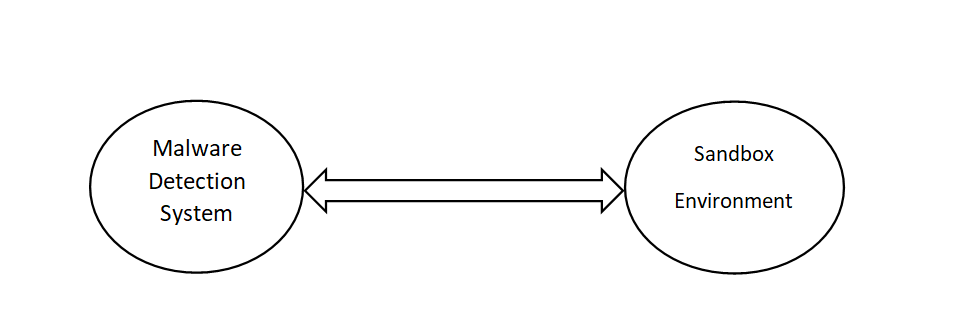 Malware
Detection
System
Sandbox
Environment